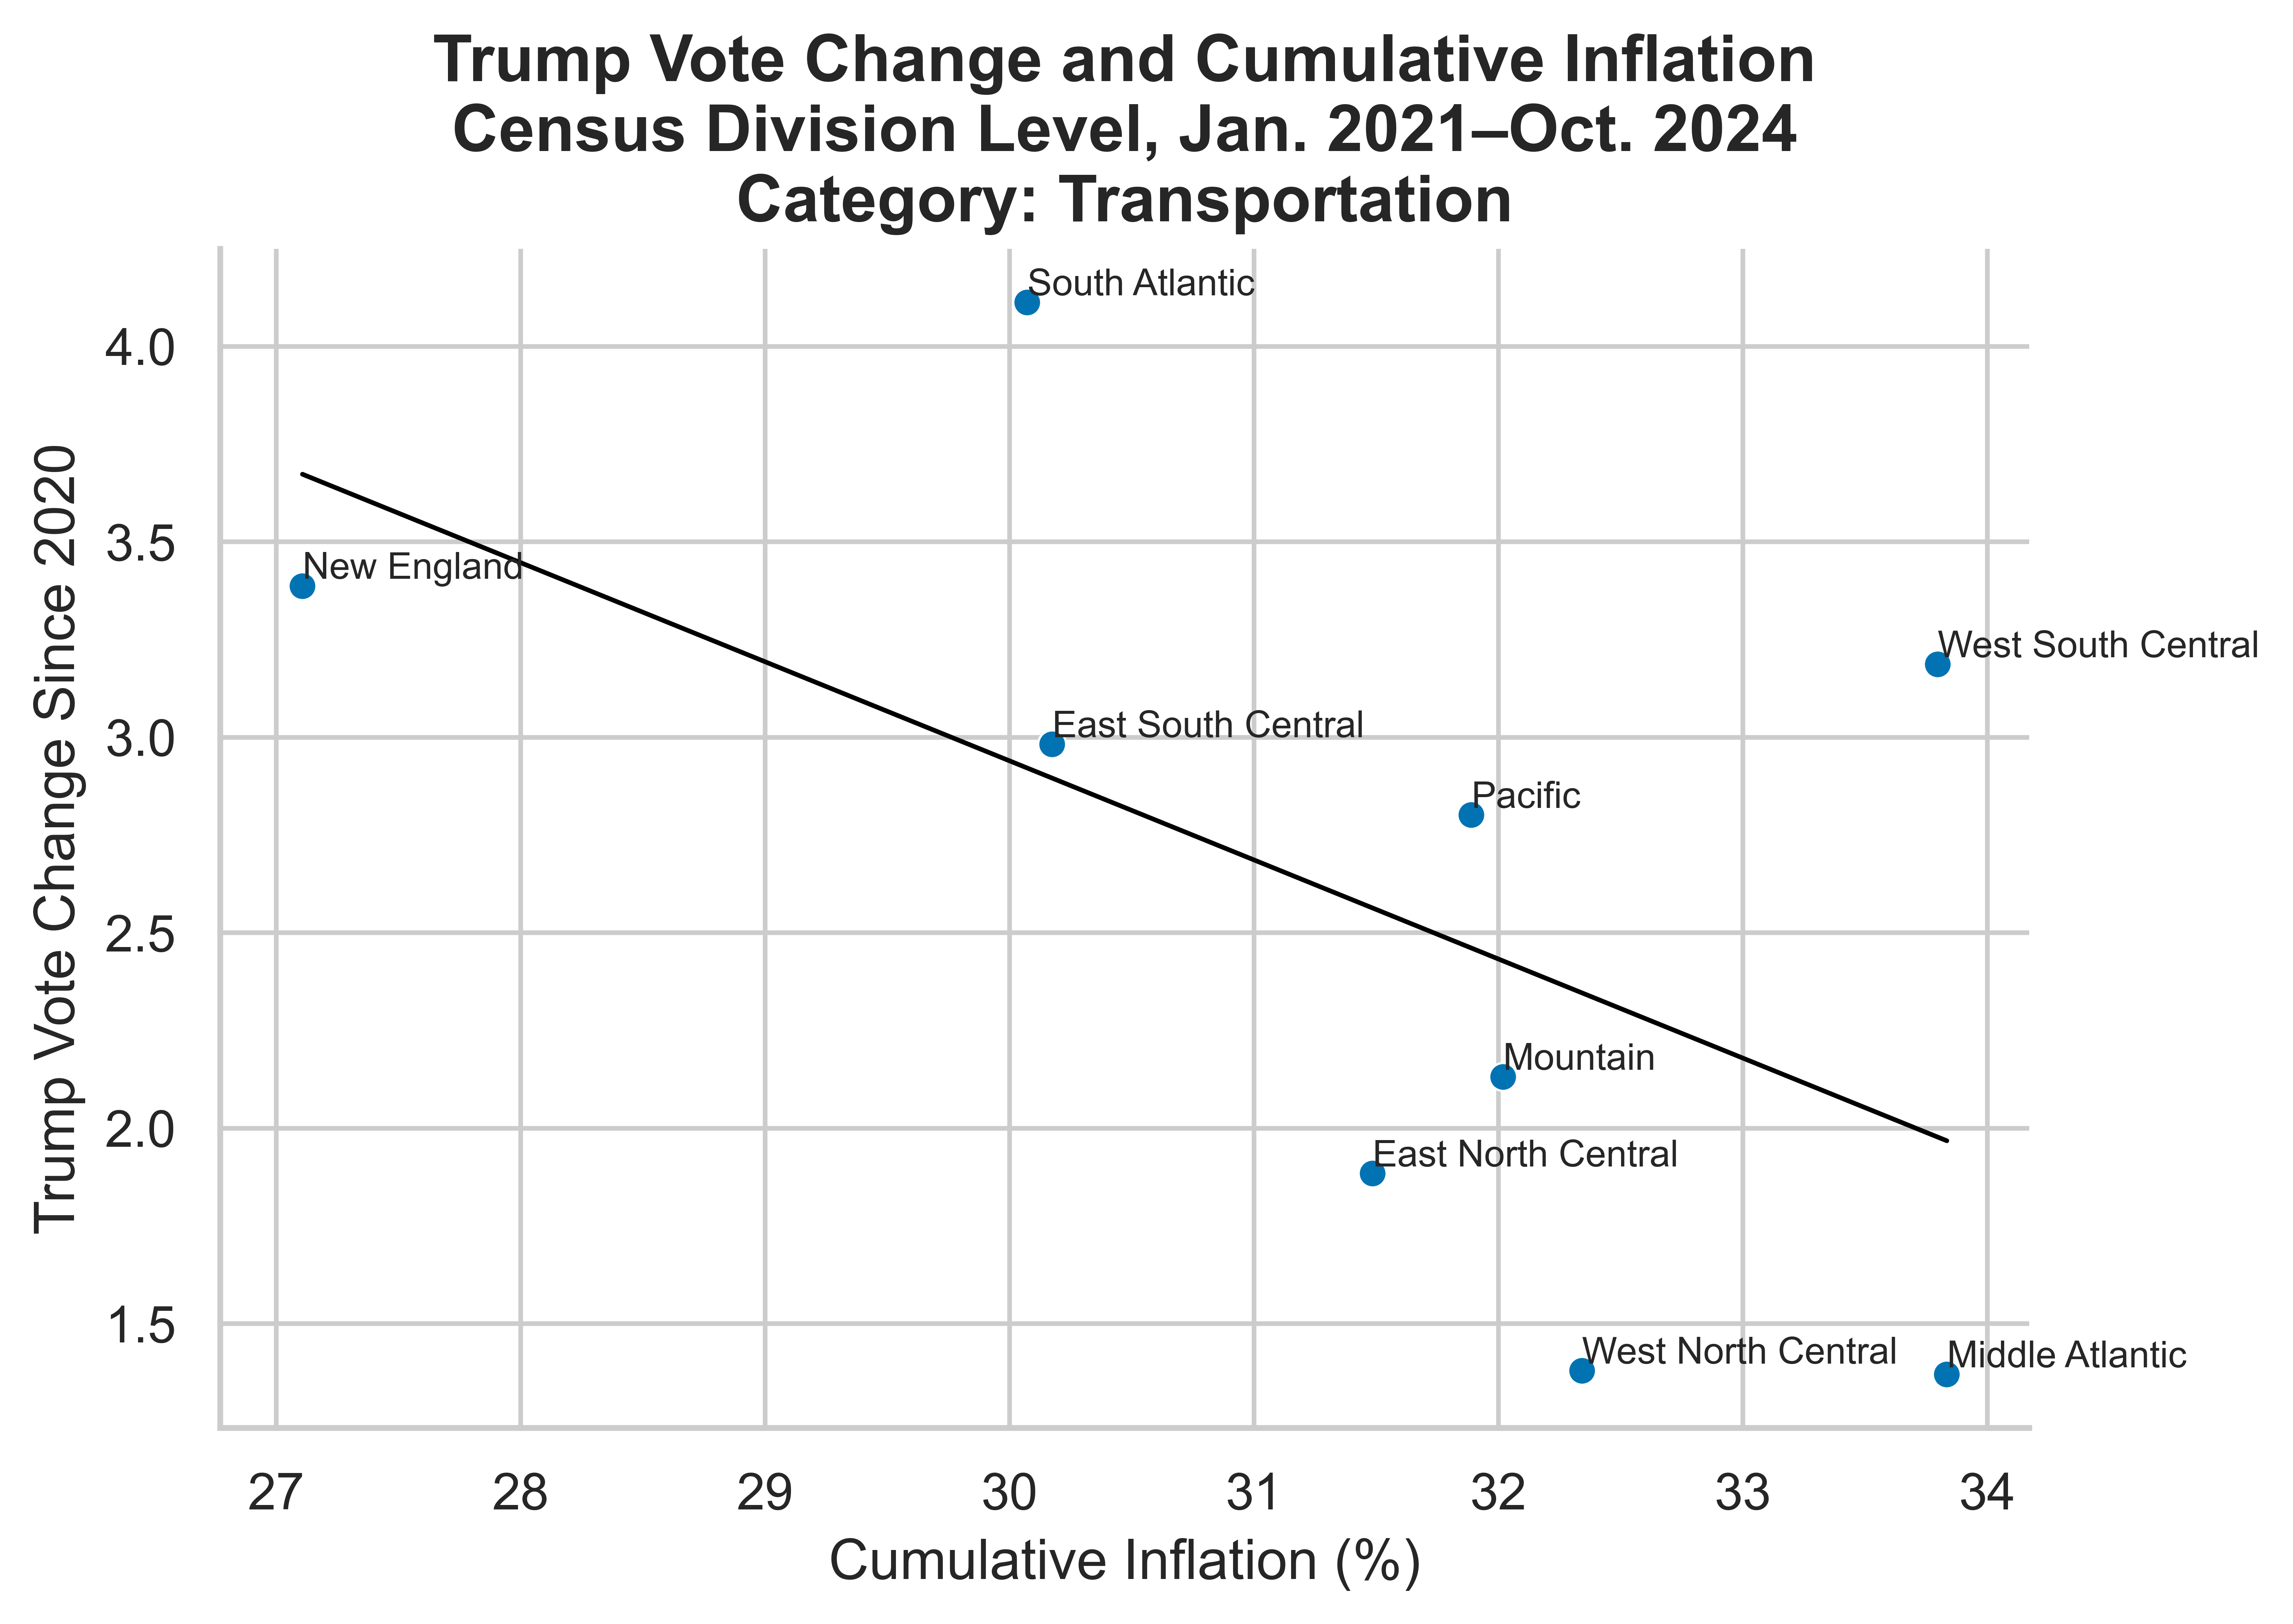 Trump Vote Change and Cumulative Inflation
Census Division Level, Jan. 2021–Oct. 2024
Category: Transportation
Trump Vote Change Since 2020
4.0
3.5
3.0
2.5
2.0
1.5
South Atlantic
New England
West South Central
East South Central
Pacific
Mountain
East North Central
West North Central
Middle Atlantic
27 28 29 30 31 32 33 34
Cumulative Inflation (%)